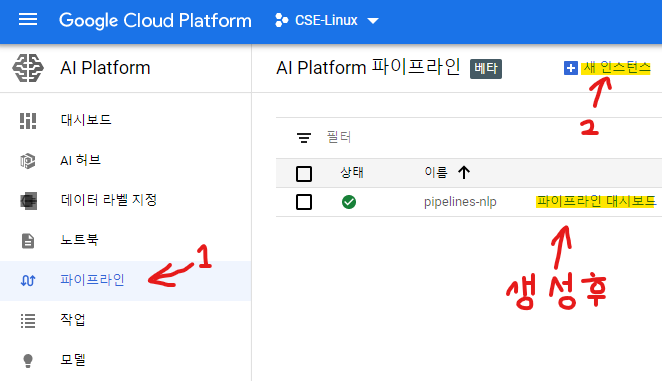 Google Cloud Platform
CSE-Linux
AI Platform
AI Platform 파이프라인 베타
새 인스턴스
2
대시보드
AI 허브
데이터 라벨 지정
노트북
파이프라인
1
작업
모델
필터
상태 이름
pipelines-nlp 파이프라인 대시보드
생성후